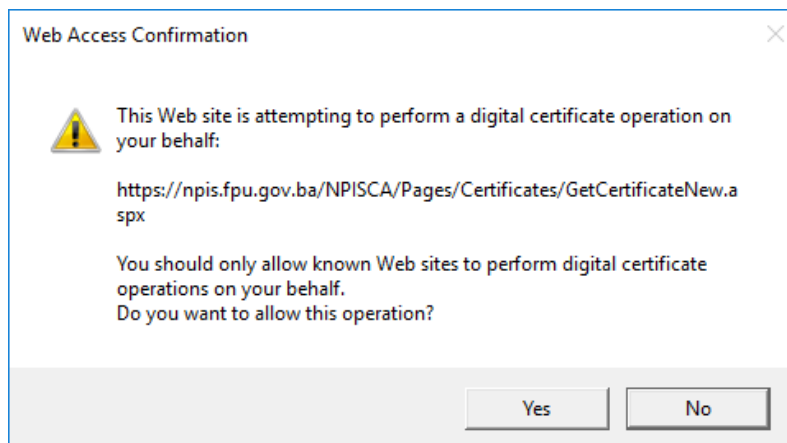 Web Access Confirmation
This Web site is attempting to perform a digital certificate operation on
your behalf:
https://npis.fpu.gov.ba/NPISCA/Pages/Certificates/GetCertificateNew.a
spx
You should only allow known Web sites to perform digital certificate
operations on your behalf.
Do you want to allow this operation?
Yes No